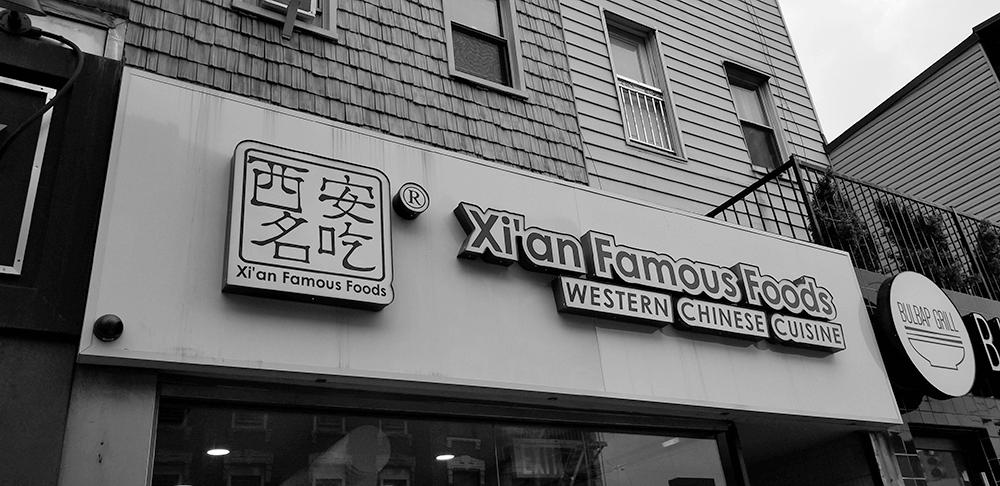 西安
名吃
Xi'an Famous Foods
®
Xi'an Famous Foods
WESTERN CHINESE CUISINE
BULBAP GRILL
B
EXIT